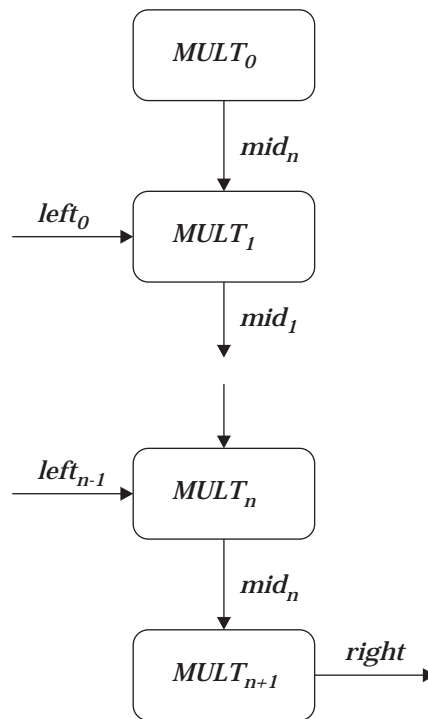 MULT₀
midₙ
left₀
MULT₁
mid₁
leftₙ₋₁
MULTₙ
midₙ
right
MULTₙ₊₁